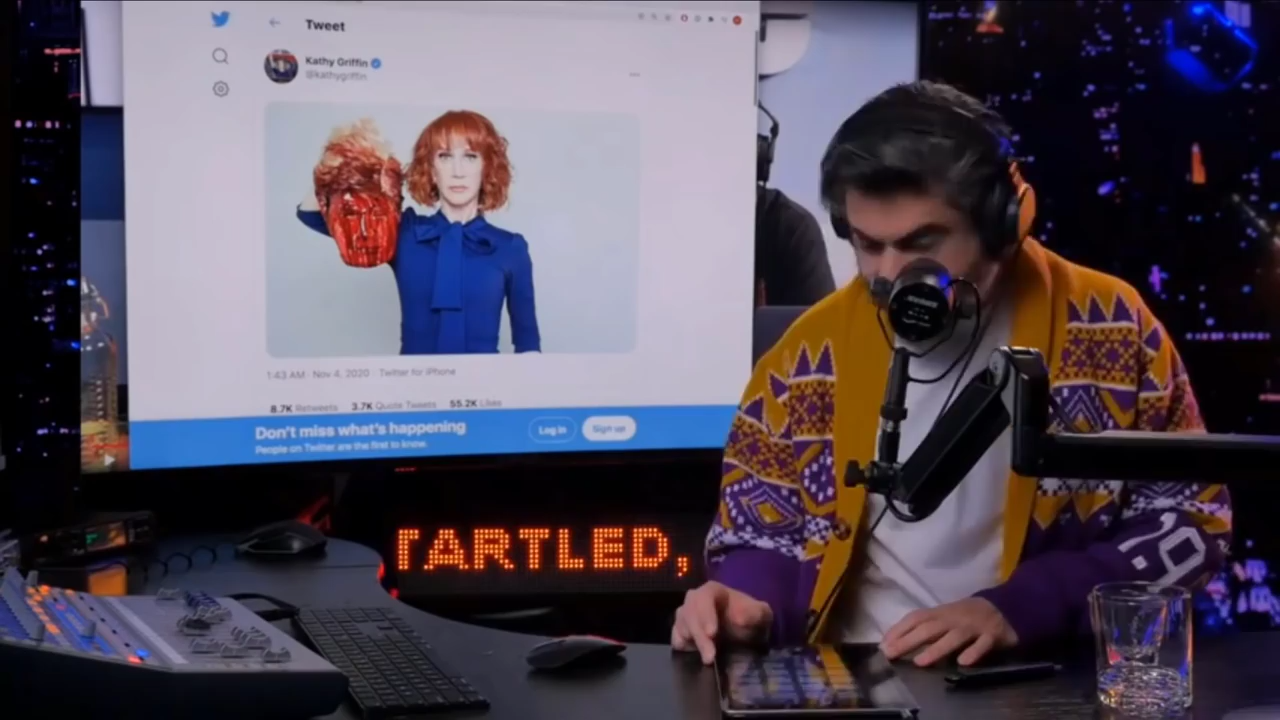 Tweet
Kathy Griffin
@kathygriffin
1:43 AM · Nov 4, 2020 · Twitter for iPhone
8.7K Retweets 3.7K Quote Tweets 55.2K Likes
Don't miss what's happening
People on Twitter are the first to know.
Log in
Sign up
TARTLED,